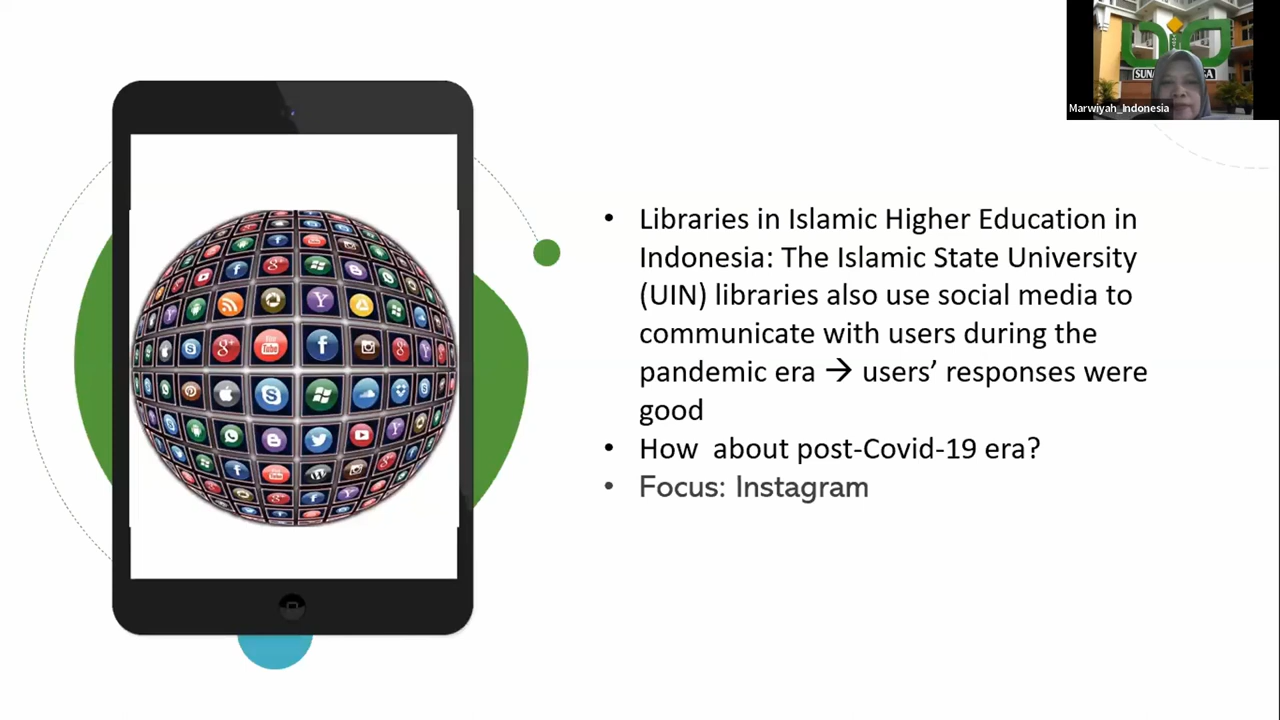 Marwiyah_Indonesia
• Libraries in Islamic Higher Education in
Indonesia: The Islamic State University
(UIN) libraries also use social media to
communicate with users during the
pandemic era → users’ responses were
good
• How  about post-Covid-19 era?
• Focus: Instagram